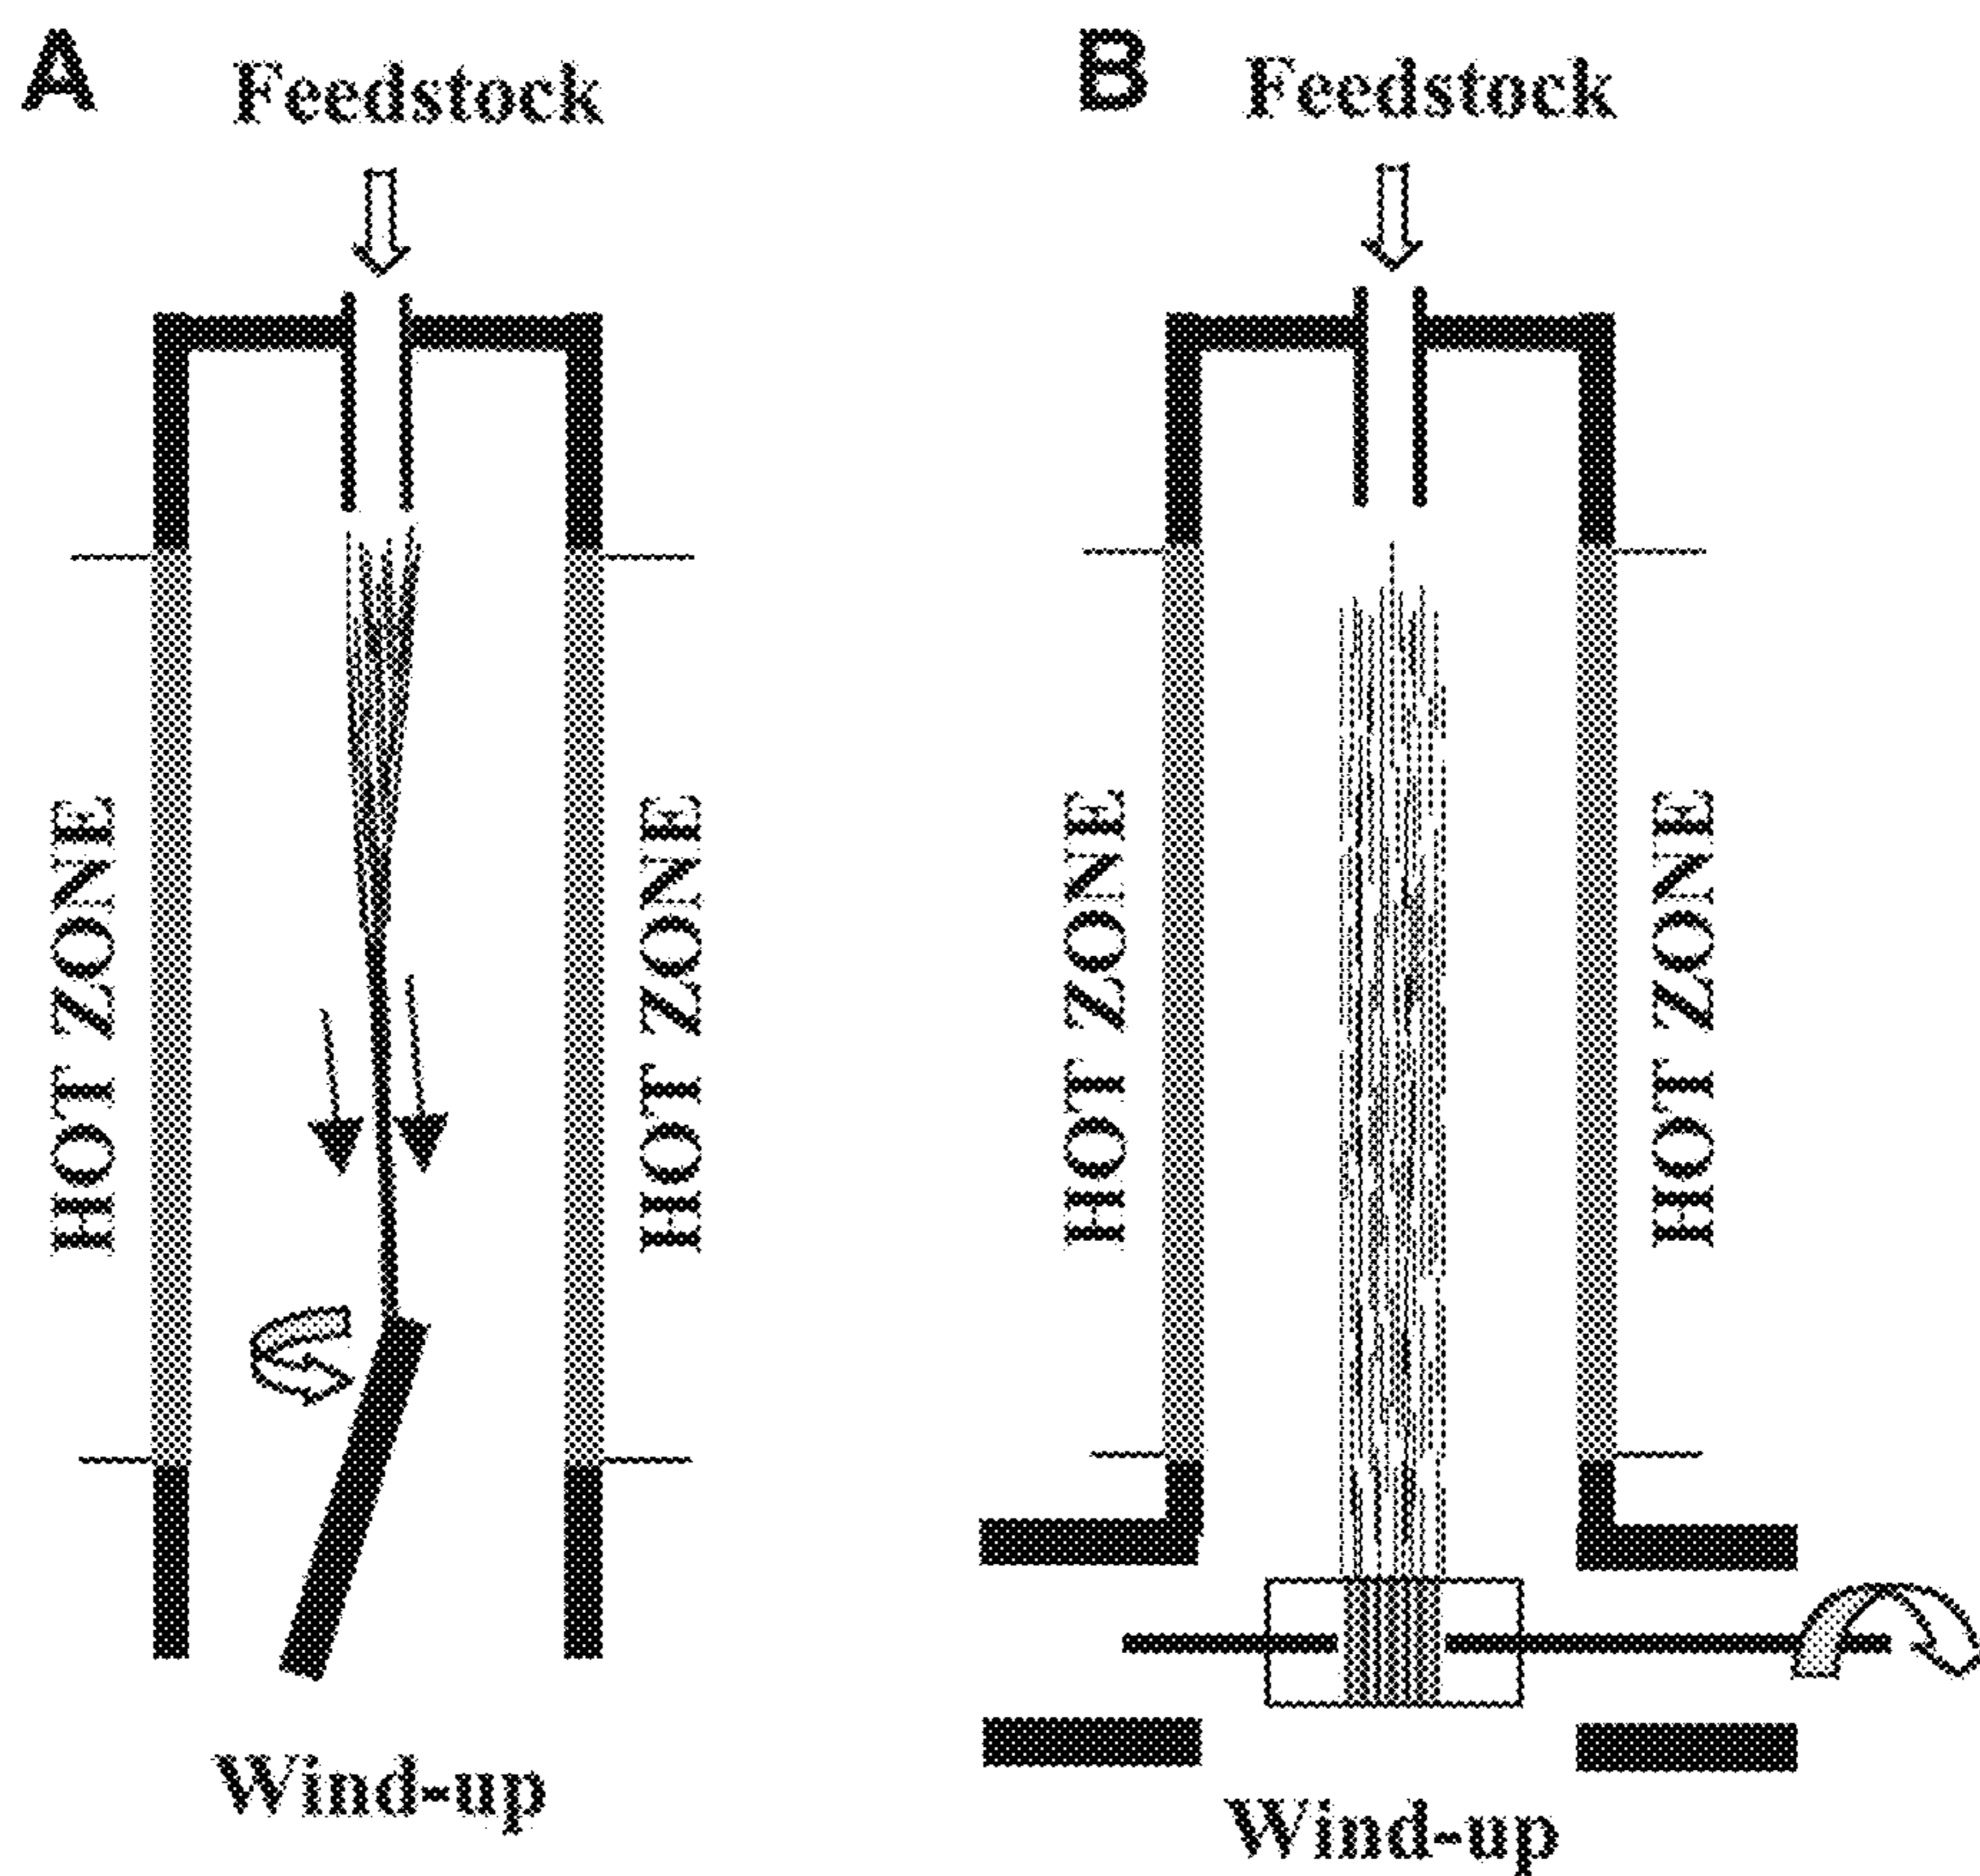 A
Feedstock
HOT ZONE
HOT ZONE
Wind-up
B
Feedstock
HOT ZONE
HOT ZONE
Wind-up